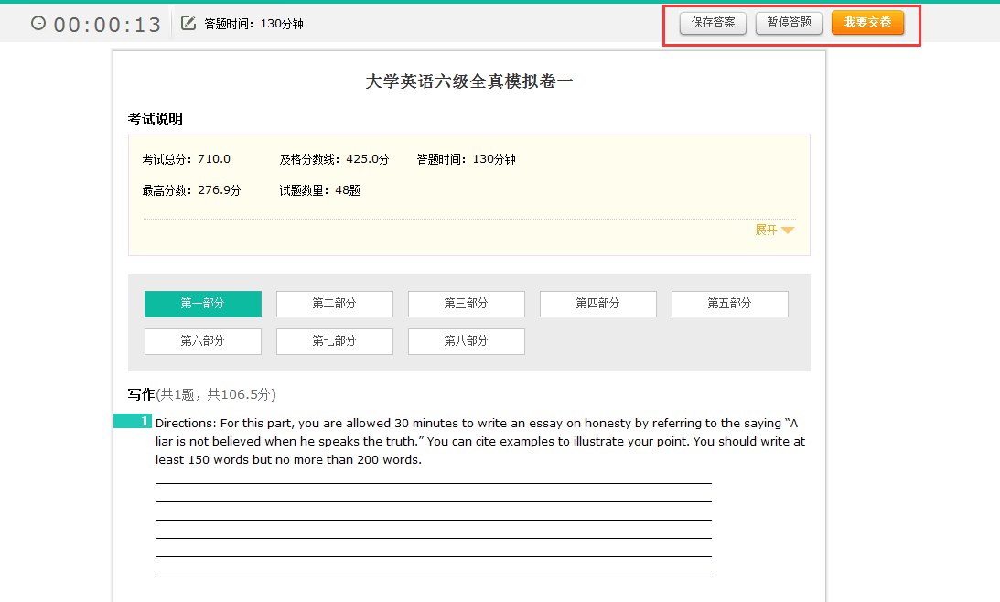 00:00:13 答题时间：130分钟 保存答案 暂停答题 我要交卷
大学英语六级全真模拟卷一
考试说明
考试总分：710.0 及格分数线：425.0分 答题时间：130分钟
最高分数：276.9分 试题数量：48题
展开
第一部分 第二部分 第三部分 第四部分 第五部分
第六部分 第七部分 第八部分
写作(共1题，共106.5分)
1 Directions: For this part, you are allowed 30 minutes to write an essay on honesty by referring to the saying “A
liar is not believed when he speaks the truth.” You can cite examples to illustrate your point. You should write at
least 150 words but no more than 200 words.